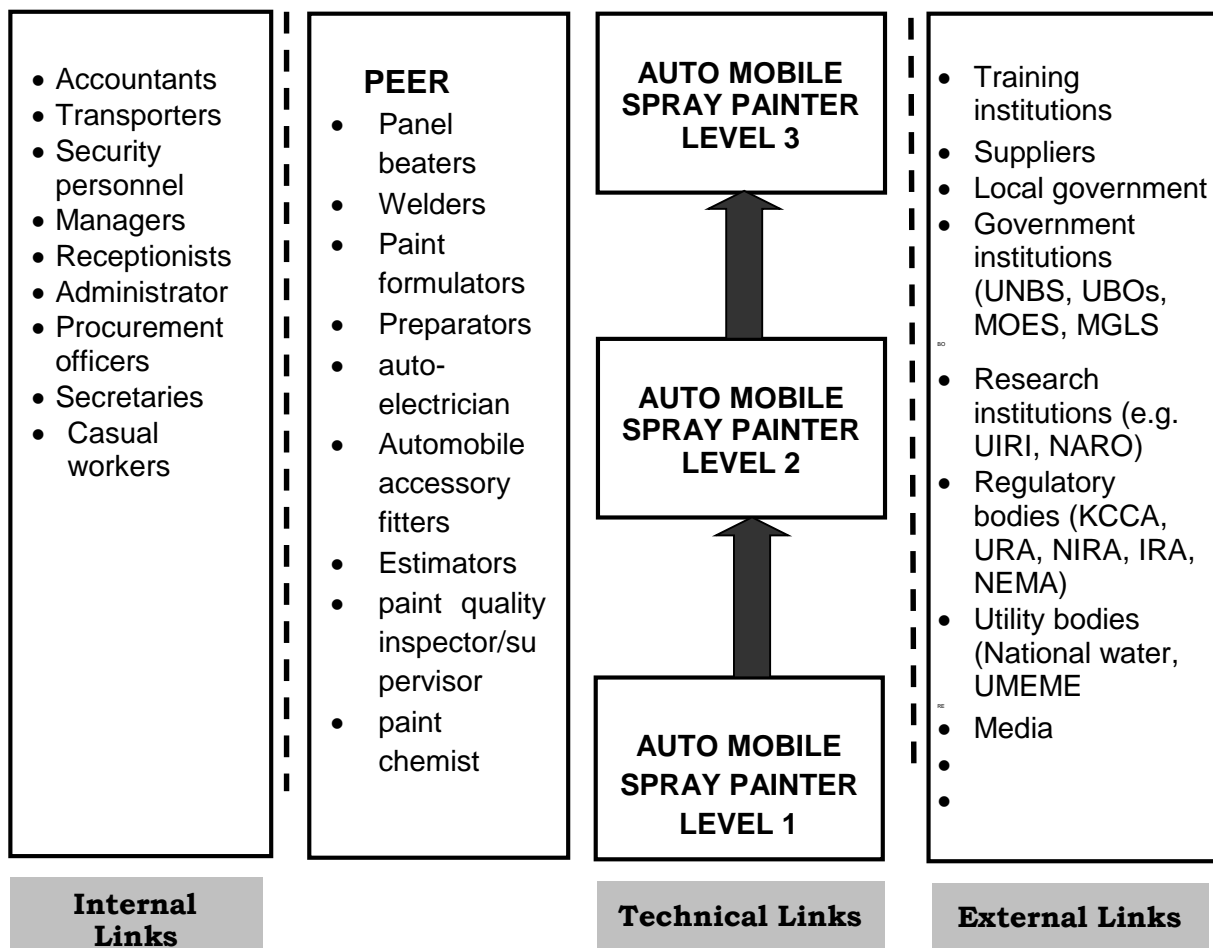 • Accountants
• Transporters
• Security
personnel
• Managers
• Receptionists
• Administrator
• Procurement
officers
• Secretaries
• Casual
workers
PEER
• Panel
beaters
• Welders
• Paint
formulators
• Preparators
• auto-
electrician
• Automobile
accessory
fitters
• Estimators
• paint quality
inspector/su
pervisor
• paint
chemist
AUTO MOBILE
SPRAY PAINTER
LEVEL 3
AUTO MOBILE
SPRAY PAINTER
LEVEL 2
AUTO MOBILE
SPRAY PAINTER
LEVEL 1
• Training
institutions
• Suppliers
• Local government
• Government
institutions
(UNBS, UBOs,
MOES, MGLS
BO
• Research
institutions (e.g.
UIRI, NARO)
• Regulatory
bodies (KCCA,
URA, NIRA, IRA,
NEMA)
• Utility bodies
(National water,
UMEME
RE
• Media
•
•
Internal
Links
Technical Links
External Links